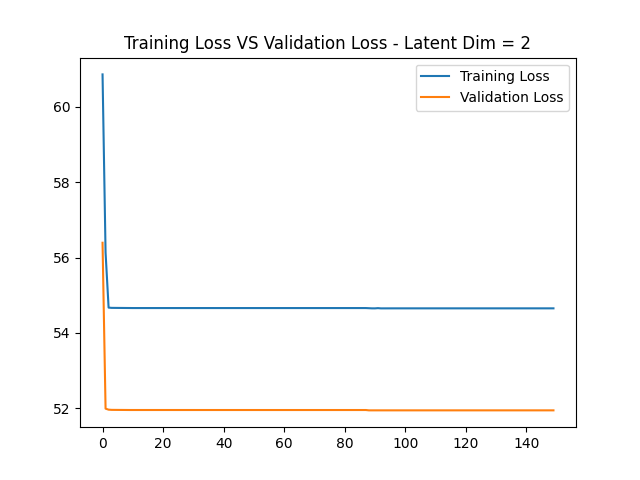 Training Loss VS Validation Loss - Latent Dim = 2
Training Loss
Validation Loss
60
58
56
54
52
0 20 40 60 80 100 120 140